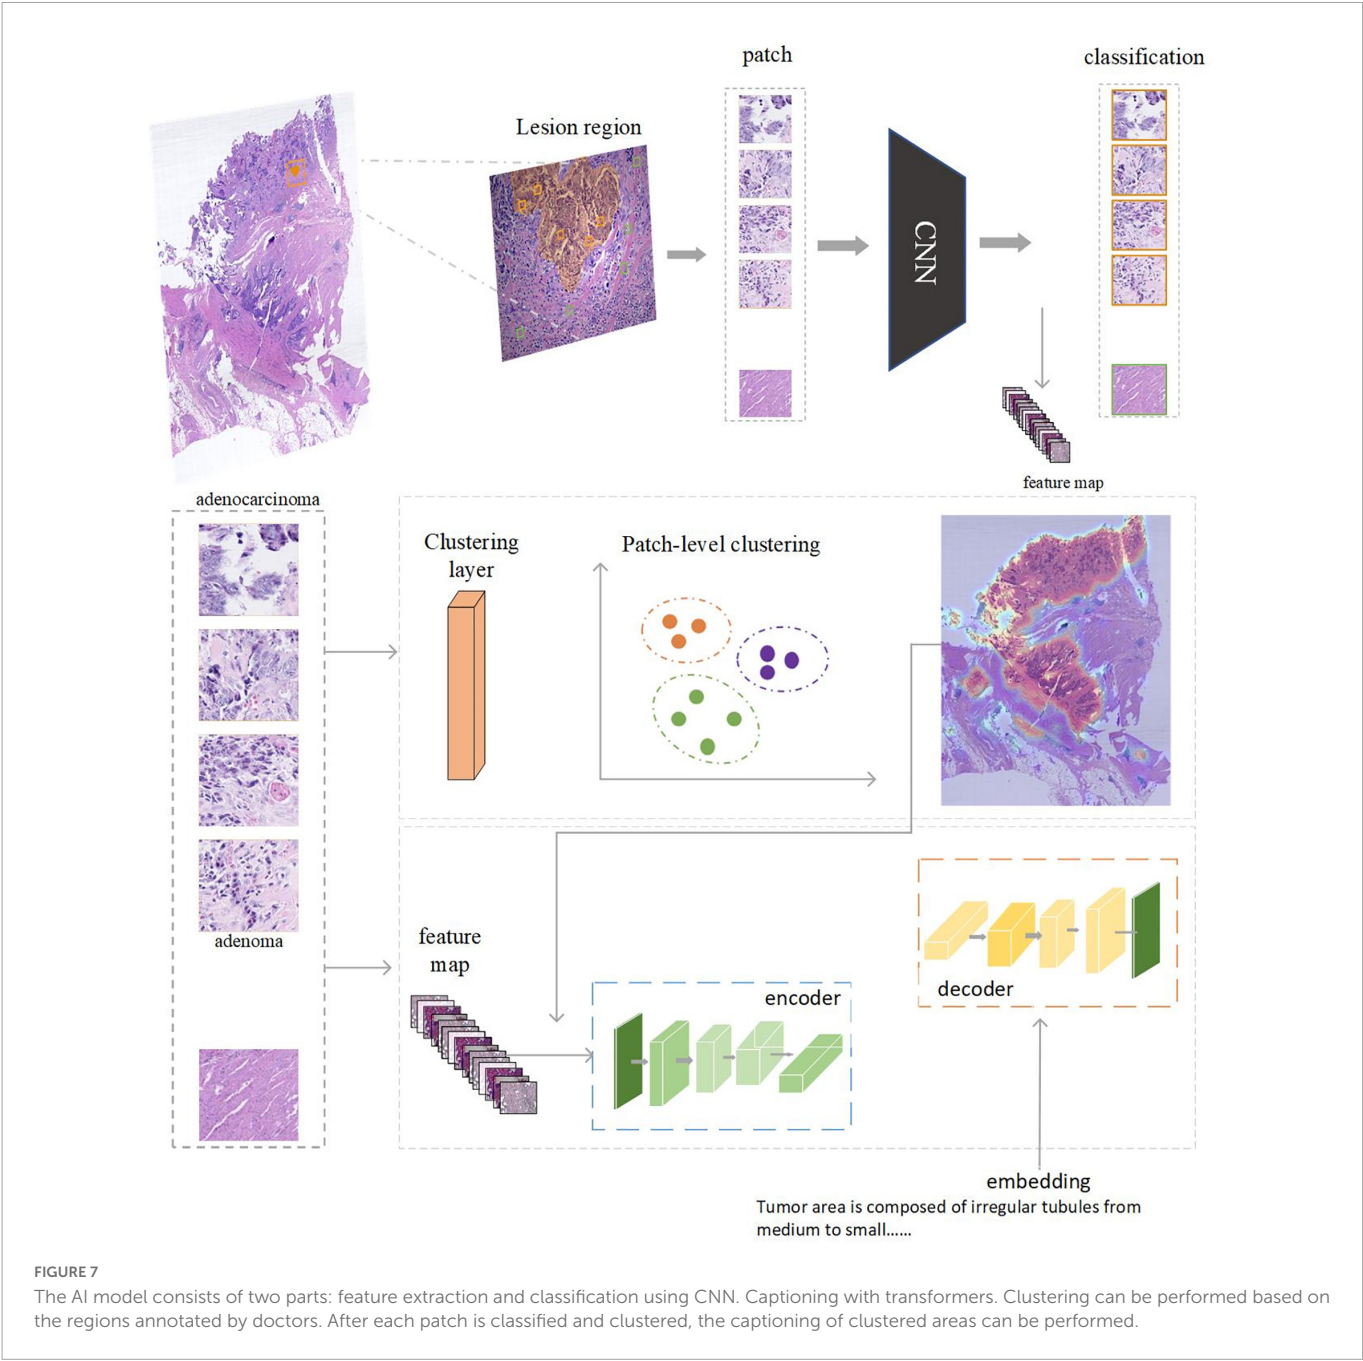 patch
classification
Lesion region
CNN
feature map
adenocarcinoma
Clustering
layer
Patch-level clustering
adenoma
feature
map
encoder
decoder
embedding
Tumor area is composed of irregular tubules from
medium to small......
FIGURE 7
The AI model consists of two parts: feature extraction and classification using CNN. Captioning with transformers. Clustering can be performed based on
the regions annotated by doctors. After each patch is classified and clustered, the captioning of clustered areas can be performed.